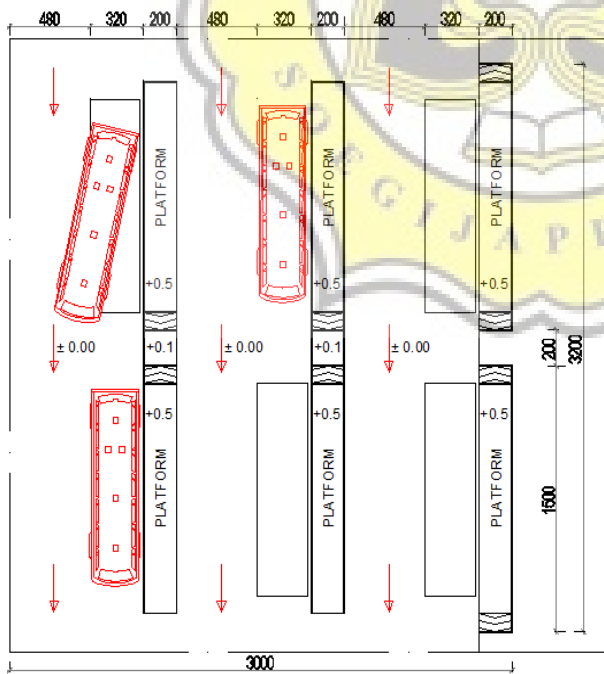 480 320 200 480 320 200 480 320 200
SOEGIJAP
PLATFORM PLATFORM PLATFORM
+0.5 +0.5 +0.5
± 0.00 +0.1 ± 0.00 +0.1 ± 0.00
200
3200
+0.5 +0.5 +0.5
PLATFORM PLATFORM PLATFORM
1500
3000